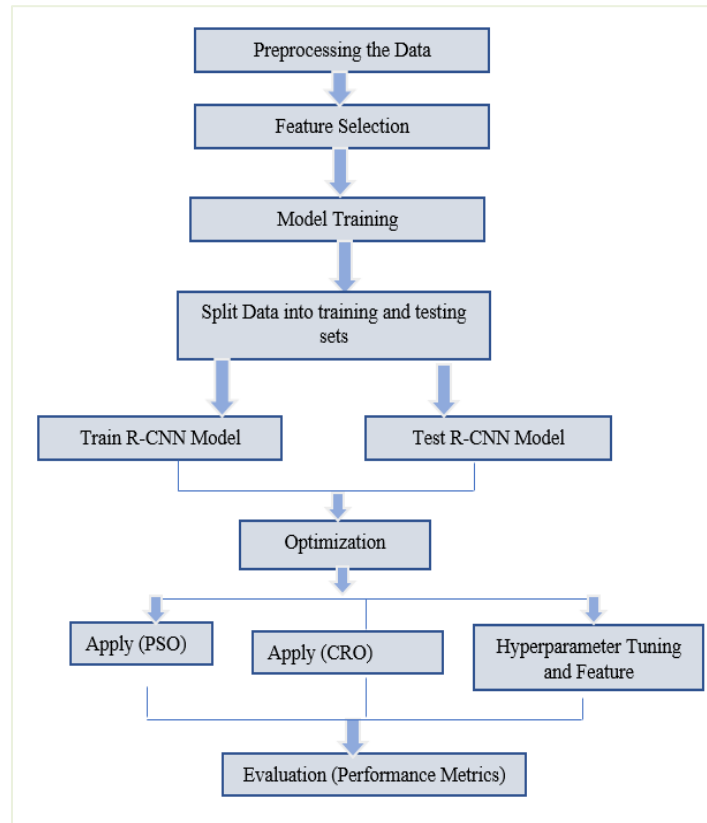 Preprocessing the Data
Feature Selection
Model Training
Split Data into training and testing
sets
Train R-CNN Model
Test R-CNN Model
Optimization
Apply (PSO)
Apply (CRO)
Hyperparameter Tuning
and Feature
Evaluation (Performance Metrics)